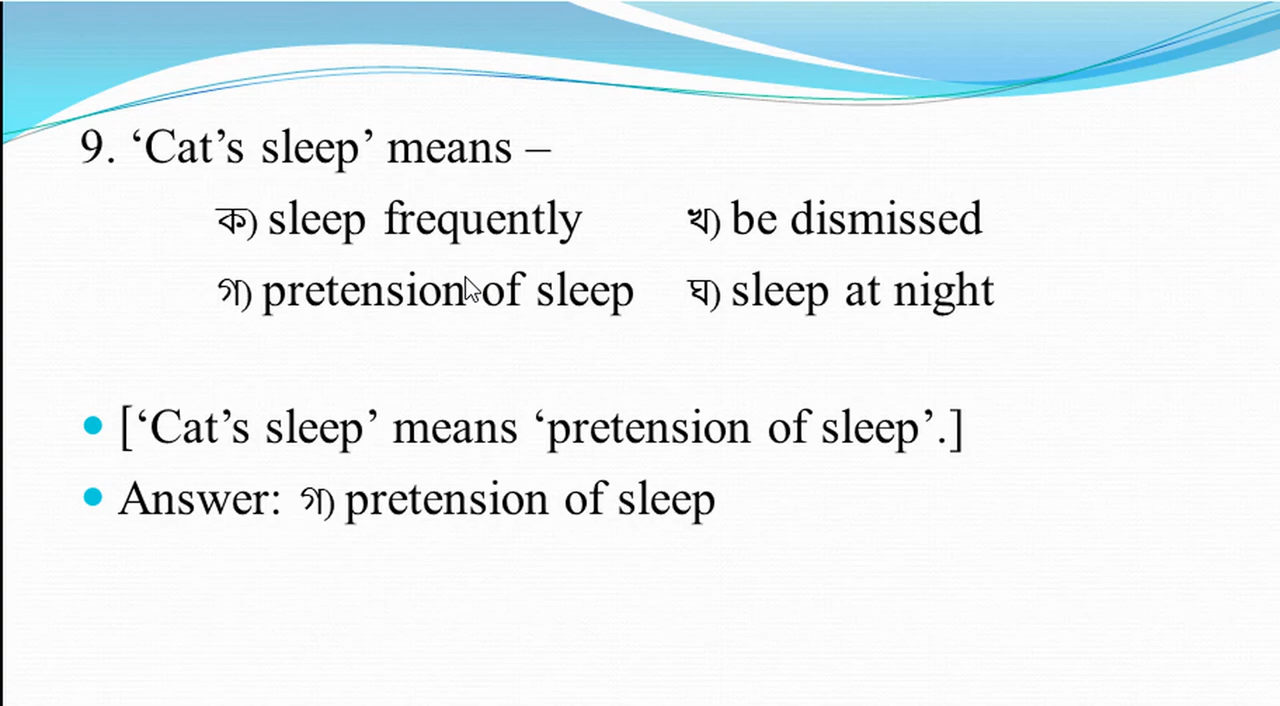 9. ‘Cat’s sleep’ means –
ক) sleep frequently খ) be dismissed
গ) pretension of sleep ঘ) sleep at night
[‘Cat’s sleep’ means ‘pretension of sleep’.]
Answer: গ) pretension of sleep